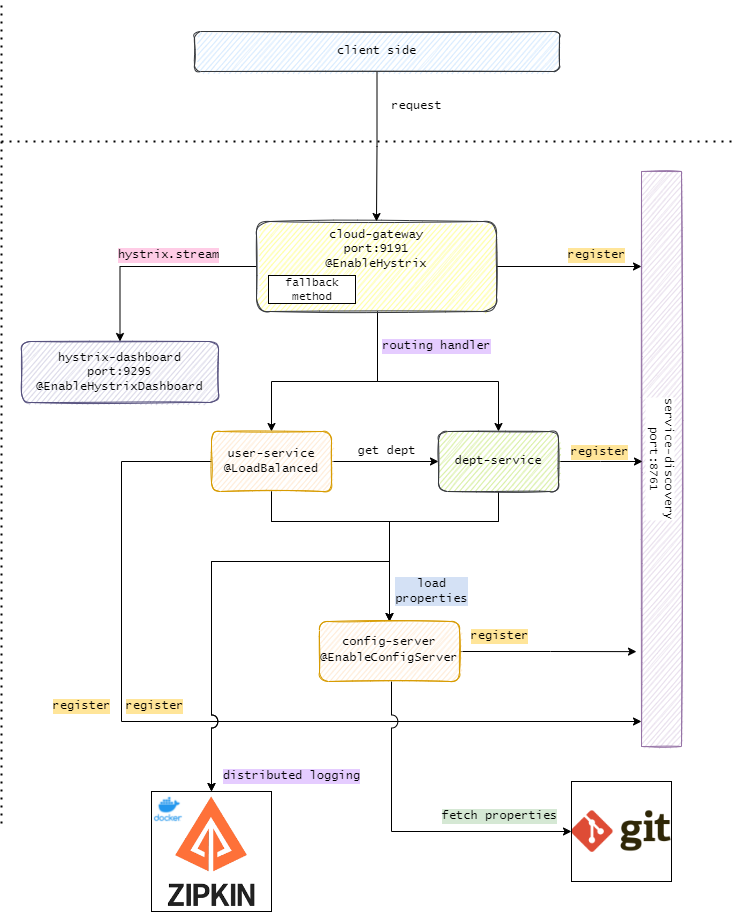 client side
request
cloud-gateway
port:9191
@EnableHystrix
fallback
method
hystrix.stream
register
hystrix-dashboard
port:9295
@EnableHystrixDashboard
routing handler
user-service
@LoadBalanced
get dept
dept-service
register
service-discovery
port:8761
load
properties
config-server
@EnableConfigServer
register
register
register
distributed logging
fetch properties
docker
ZIPKIN
git